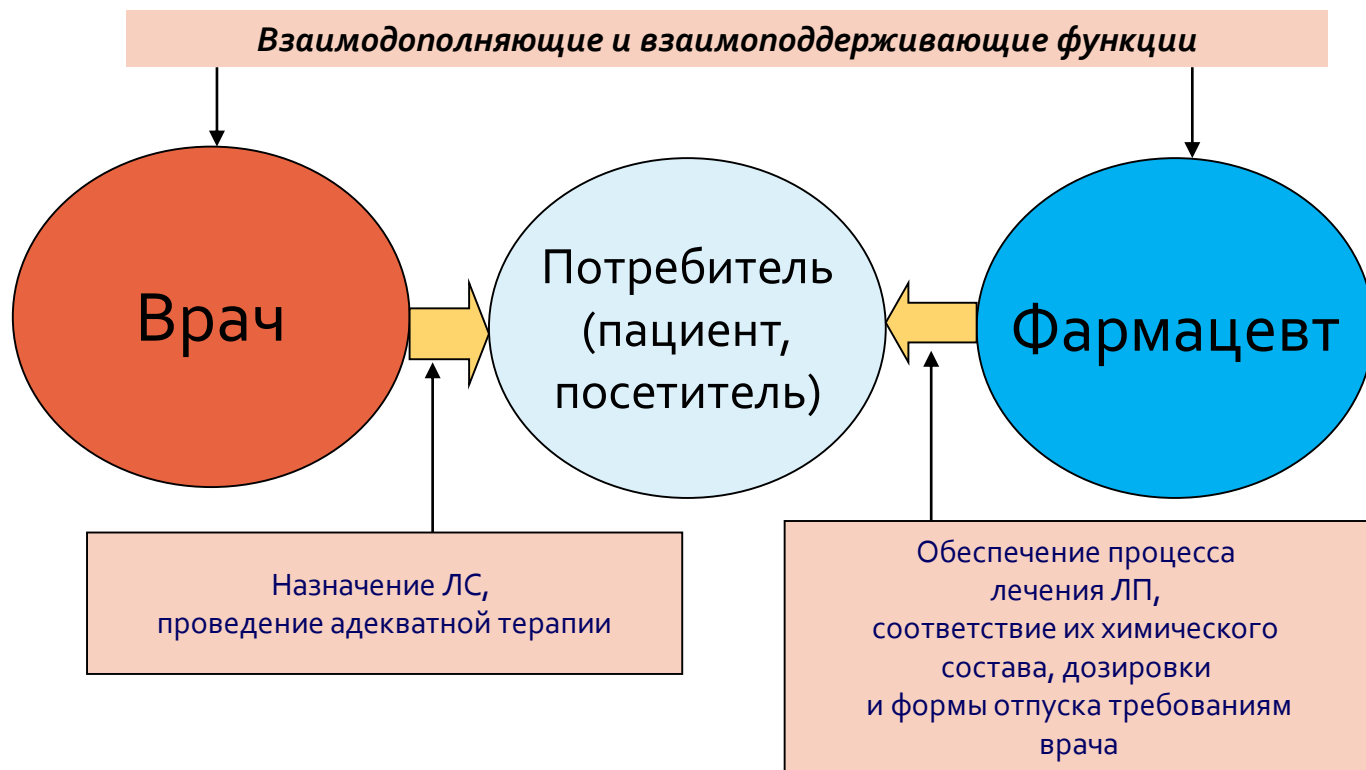 Взаимодополняющие и взаимоподдерживающие функции
Врач
Потребитель
(пациент,
посетитель)
Фармацевт
Назначение ЛС,
проведение адекватной терапии
Обеспечение процесса
лечения ЛП,
соответствие их химического
состава, дозировки
и формы отпуска требованиям
врача